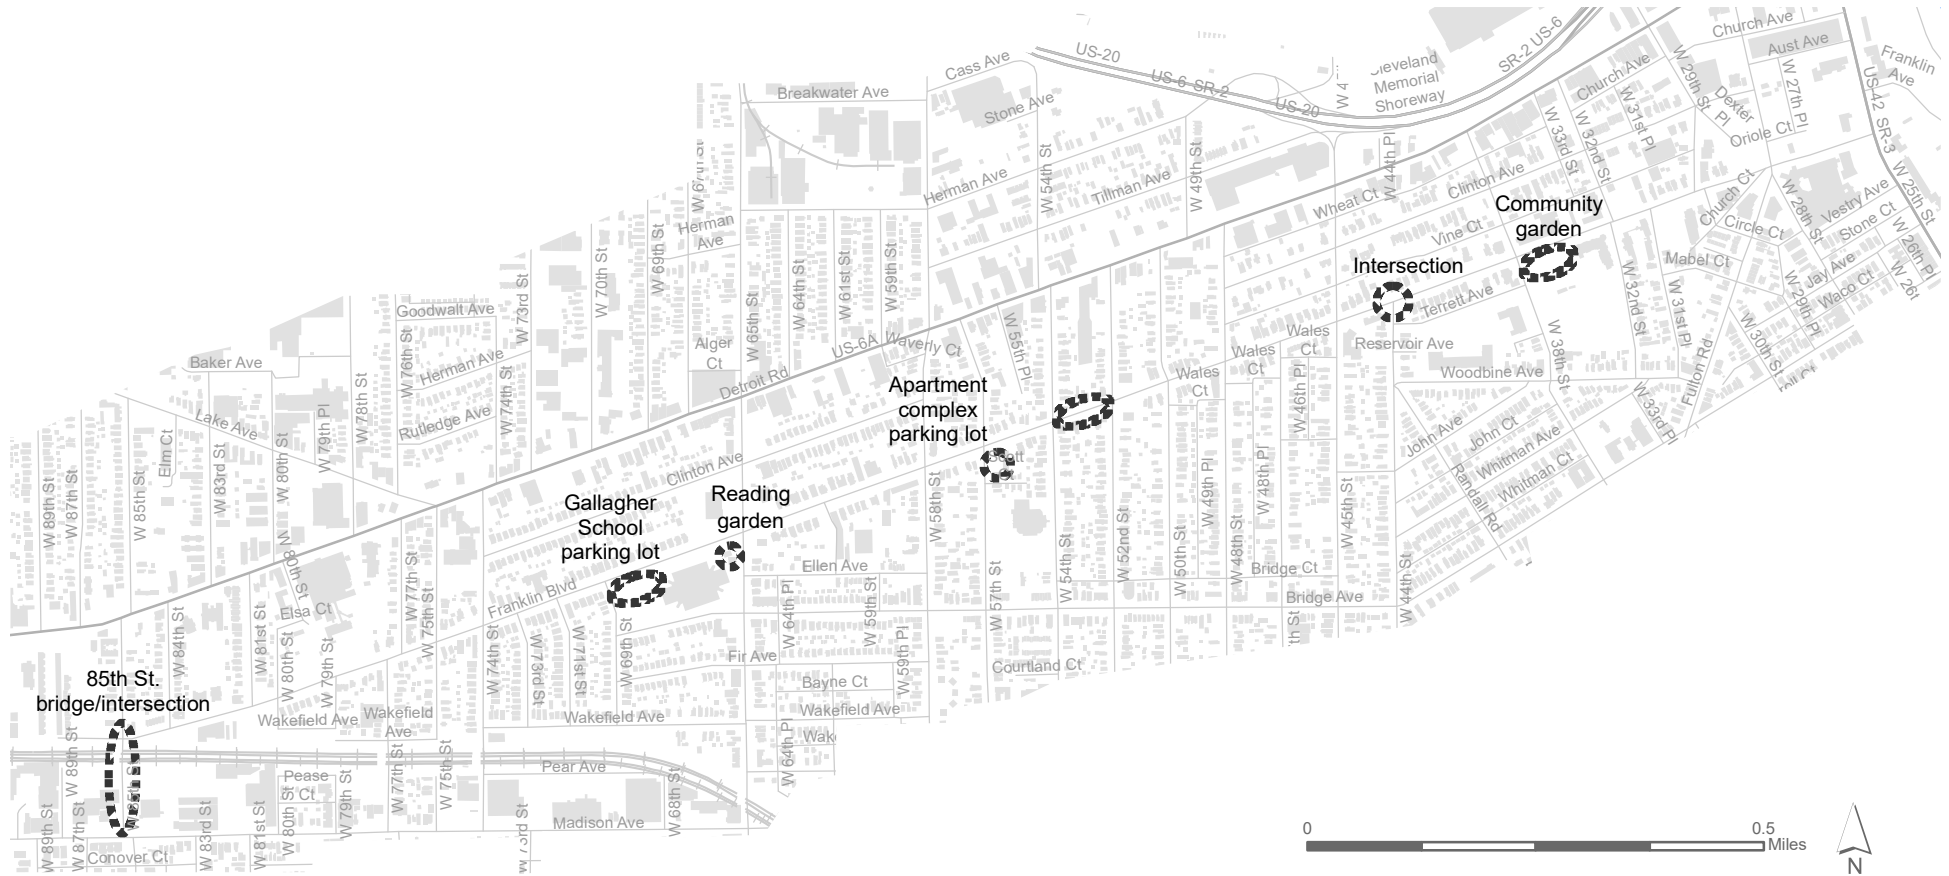 Church Ave
Aust Ave
Franklin
Ave
US-20
SR-2 US-6
Cass Ave
US-6 SR-2
Cleveland
Memorial
Shoreway
US-20
W 29th St
W 27th Pl
US-42 SR-3
Breakwater Ave
Stone Ave
Church Ave
W 31st Pl
Dexter
Pl
Oriole Ct
W 33rd St
W 32nd St
W 54th St
W 49th St
W 44th Pl
Herman Ave
Tillman Ave
Wheat Ct
Clinton Ave
Church Ct
W 28th St
Vestry Ave
W 25th St
Community
garden
Vine Ct
Circle Ct
Stone Ct
W 26th Pl
Herman
Ave
W 69th St
W 70th St
W 73rd St
W 65th St
W 64th St
W 61st St
W 59th St
Intersection
Mabel Ct
Jay Ave
Waco Ct
W 29th Pl
W 32nd St
W 31st Pl
Terrett Ave
Goodwalt Ave
Herman Ave
W 76th St
W 74th St
W 78th St
Rutledge Ave
Baker Ave
Alger
Ct
US-6A
Waverly Ct
Detroit Rd
W 55th Pl
Wales
Ct
Wales
Ct
Wales
Ct
Reservoir Ave
Woodbine Ave
W 38th St
Fulton Rd
W 30th St
W 33rd Pl
Apartment
complex
parking lot
W 46th Pl
John Ave
John Ct
Whitman Ave
Whitman Ct
Randall Rd
Lake Ave
Elm Ct
W 79th Pl
W 80th St
W 83rd St
W 85th St
W 87th St
W 89th St
Clinton Ave
W 58th St
W 49th Pl
W 48th Pl
W 45th St
Gallagher
School
parking lot
Reading
garden
Franklin Blvd
Ellen Ave
W 54th St
W 52nd St
W 50th St
W 48th St
Bridge Ct
Bridge Ave
W 44th St
W 80th St
Elsa Ct
W 77th St
W 75th St
W 84th St
W 81st St
W 80th St
W 79th St
W 74th St
W 73rd St
W 71st St
W 69th St
W 64th Pl
W 59th St
W 59th Pl
W 57th St
Fir Ave
Courtland Ct
Bayne Ct
Wakefield Ave
85th St.
bridge/intersection
Wakefield Ave
Wakefield
Ave
Wakefield Ave
W 64th Pl
Wak
W 89th St
W 77th St
W 75th St
Pease
Ct
Pear Ave
W 68th St
Madison Ave
W 89th St
W 87th St
W 83rd St
W 81st St
W 80th St
W 79th St
Conover Ct
0
0.5
Miles
N